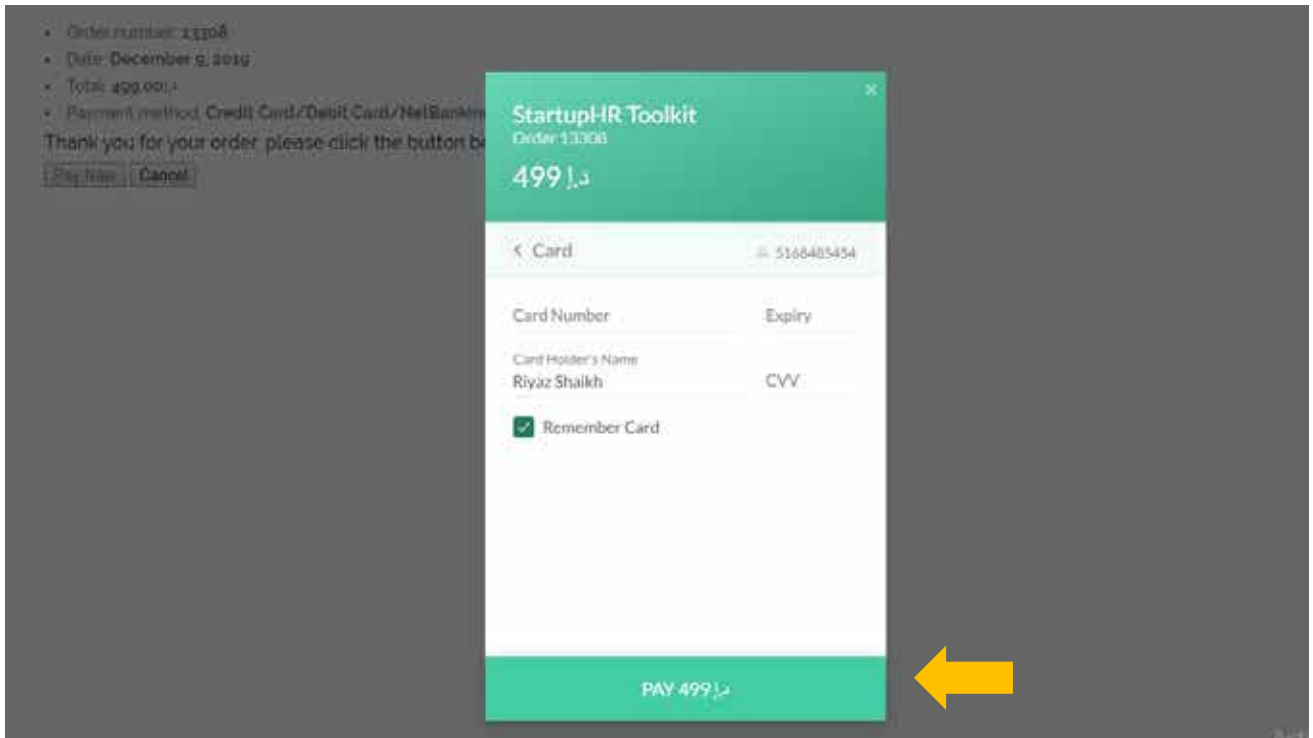 • Order number: 13308
• Date: December 9, 2019
• Total: 499.00د.إ
• Payment method: Credit Card/Debit Card/NetBanking
Thank you for your order, please click the button be
Pay Now Cancel
×
StartupHR Toolkit
Order 13308
499 د.إ
< Card 5168485454
Card Number Expiry
Card Holder's Name
Riyaz Shaikh CVV
Remember Card
PAY 499 د.إ